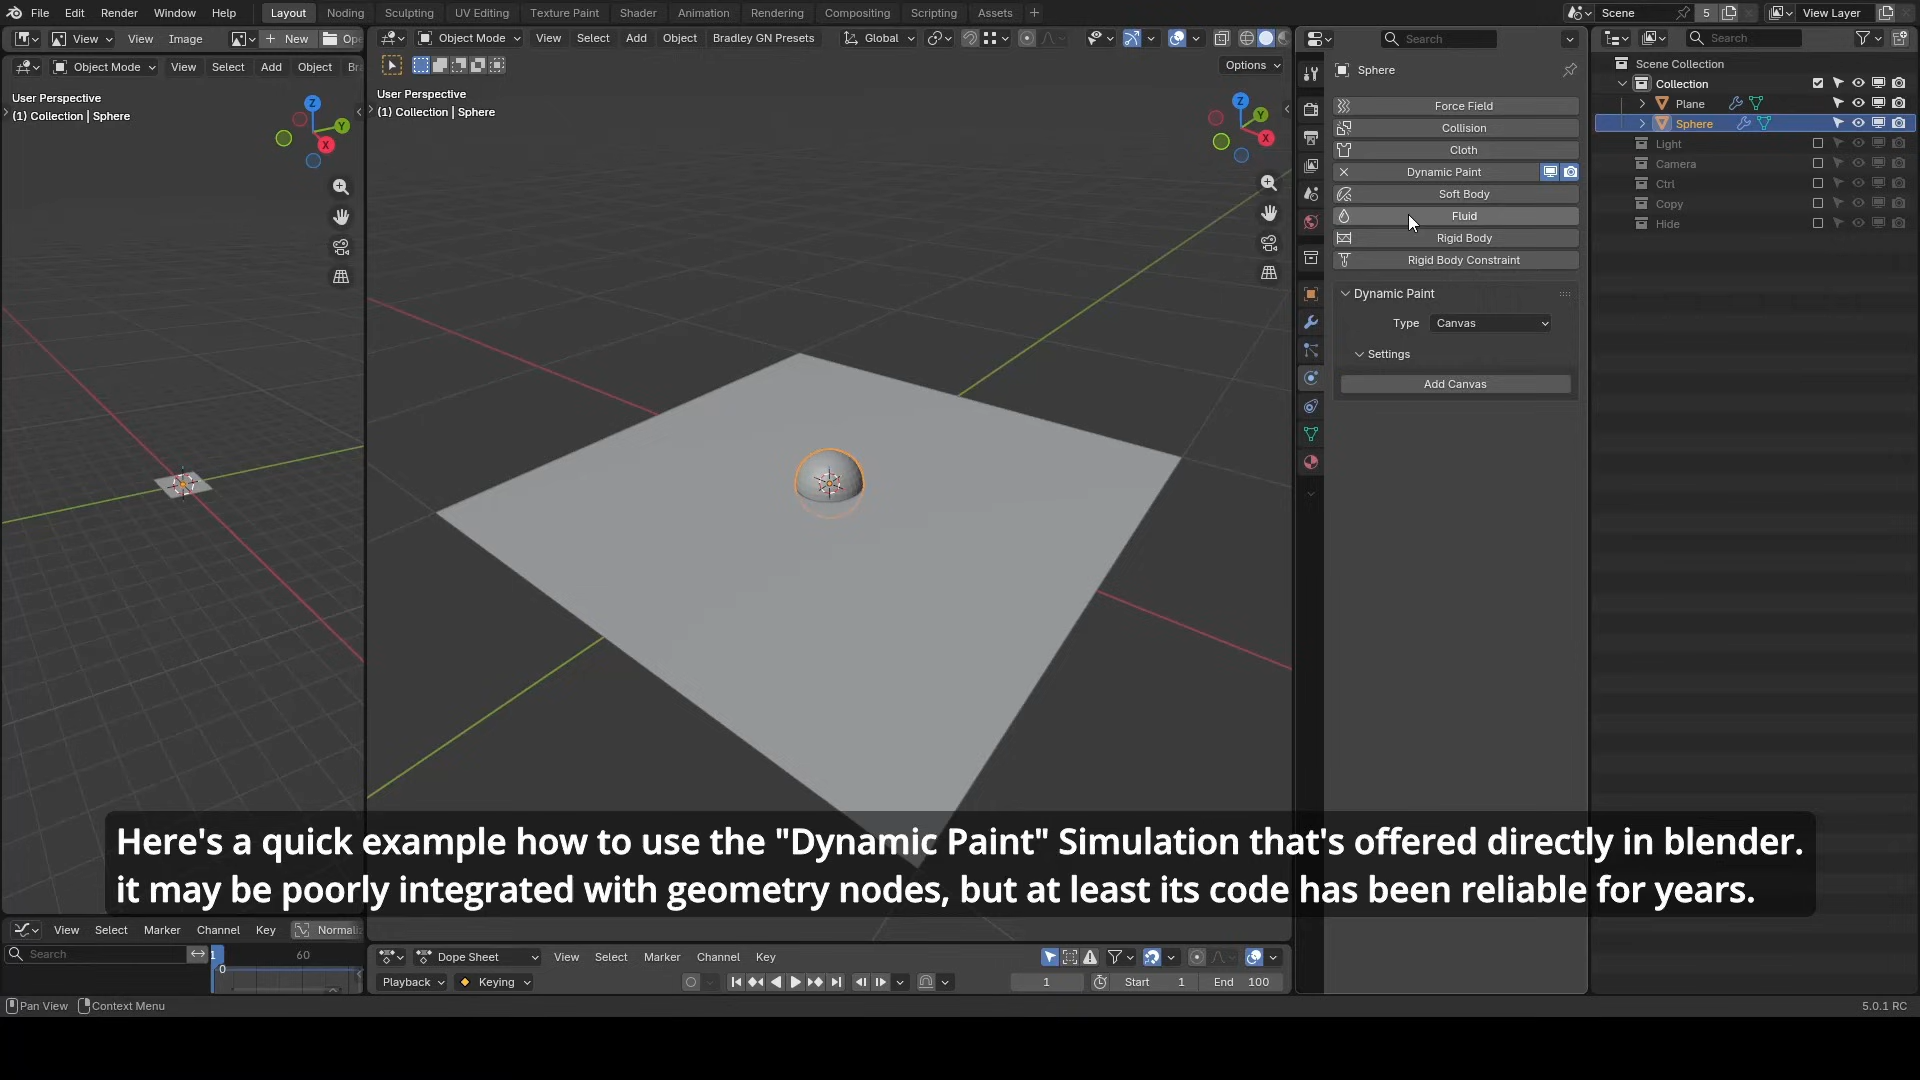 File Edit Render Window Help Layout Noding Sculpting UV Editing Texture Paint Shader Animation Rendering Compositing Scripting Assets Scene 5 View Layer
View View Image New Ope
Object Mode View Select Add Object Bradley GN Presets Global
Search
Search
Object Mode View Select Add Object Br
Options
User Perspective
(1) Collection | Sphere
User Perspective
(1) Collection | Sphere
Z
Y
X
Z
Y
X
Sphere
Force Field
Collision
Cloth
Dynamic Paint
Soft Body
Fluid
Rigid Body
Rigid Body Constraint
Dynamic Paint
Type Canvas
Settings
Add Canvas
Scene Collection
Collection
Plane
Sphere
Light
Camera
Ctrl
Copy
Hide
Here's a quick example how to use the "Dynamic Paint" Simulation that's offered directly in blender.
it may be poorly integrated with geometry nodes, but at least its code has been reliable for years.
View Select Marker Channel Key Normali
Search 1 60
0
Dope Sheet View Select Marker Channel Key
Playback Keying 1 Start 1 End 100
Pan View Context Menu 5.0.1 RC